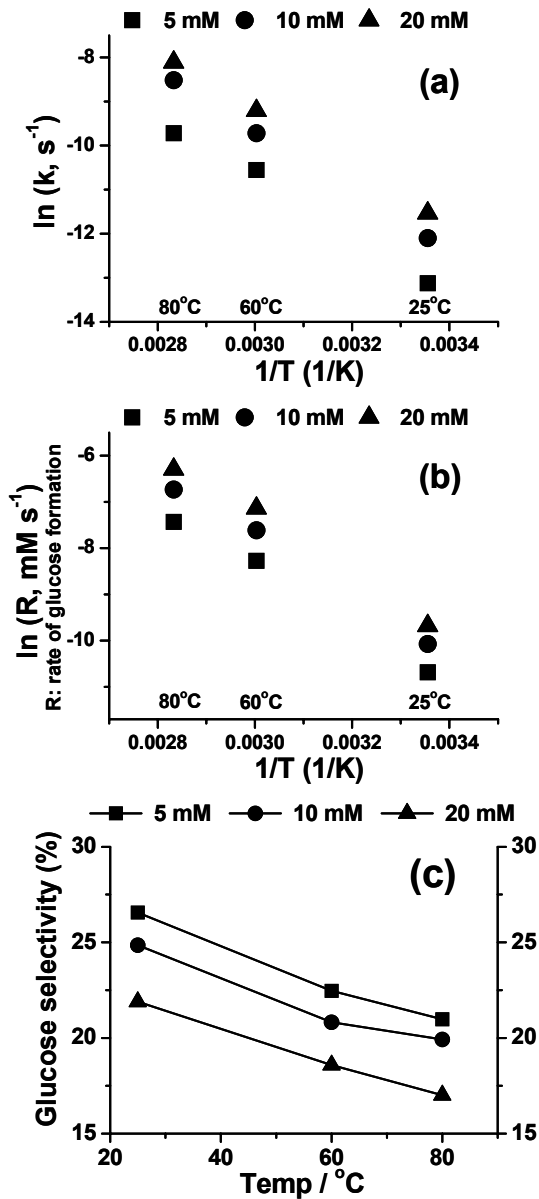 5 mM 10 mM 20 mM
-8
-10
-12
-14
ln (k, s⁻¹)
(a)
80°C 60°C 25°C
0.0028 0.0030 0.0032 0.0034
1/T (1/K)
5 mM 10 mM 20 mM
-6
-8
-10
ln (R, mM s⁻¹)
R: rate of glucose formation
(b)
80°C 60°C 25°C
0.0028 0.0030 0.0032 0.0034
1/T (1/K)
5 mM 10 mM 20 mM
30 30
25 25
20 20
15 15
Glucose selectivity (%)
(c)
20 40 60 80
Temp / °C